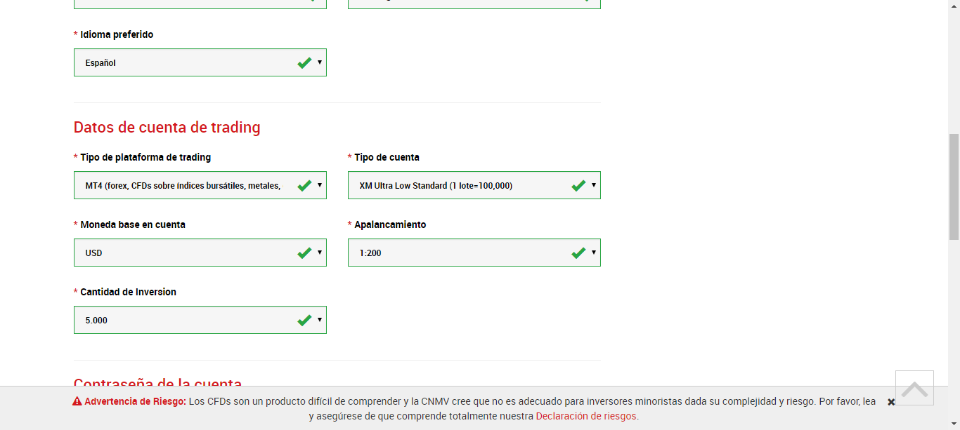 * Idioma preferido
Español
Datos de cuenta de trading
* Tipo de plataforma de trading
* Tipo de cuenta
MT4 (forex, CFDs sobre índices bursátiles, metales,
XM Ultra Low Standard (1 lote=100,000)
* Moneda base en cuenta
* Apalancamiento
USD
1:200
* Cantidad de Inversion
5.000
Contraseña de la cuenta
Advertencia de Riesgo: Los CFDs son un producto difícil de comprender y la CNMV cree que no es adecuado para inversores minoristas dada su complejidad y riesgo. Por favor, lea
y asegúrese de que comprende totalmente nuestra Declaración de riesgos.